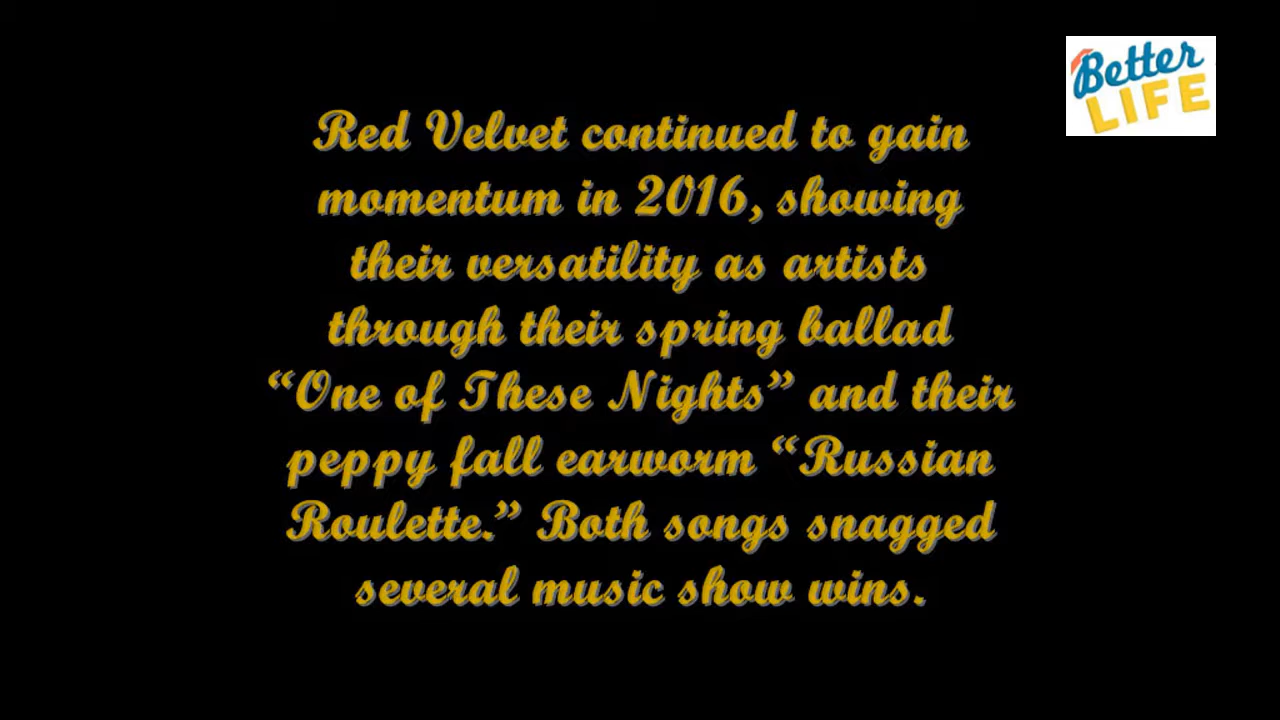 Better
LIFE
Red Velvet continued to gain
momentum in 2016, showing
their versatility as artists
through their spring ballad
“One of These Nights” and their
peppy fall earworm “Russian
Roulette.” Both songs snagged
several music show wins.